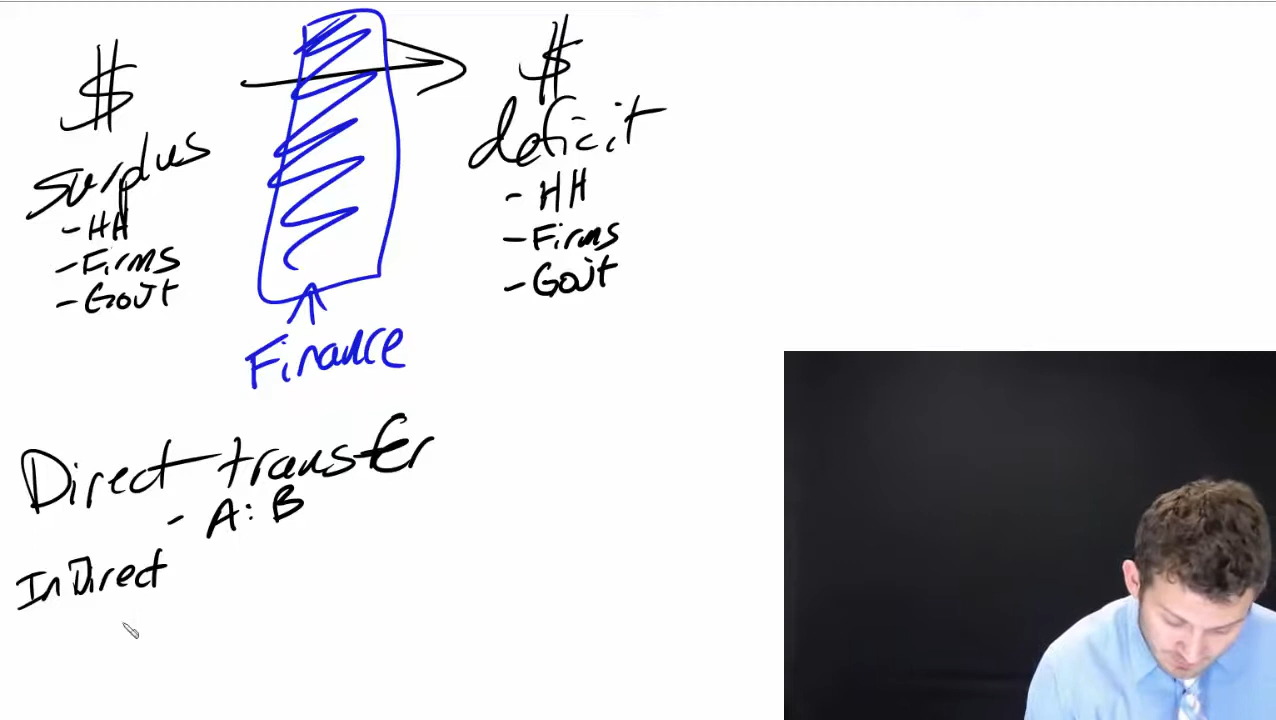 $
surplus
- HH
- Firms
- Gov't
$
deficit
- HH
- Firms
- Gov't
Finance
Direct transfer
- A: B
InDirect